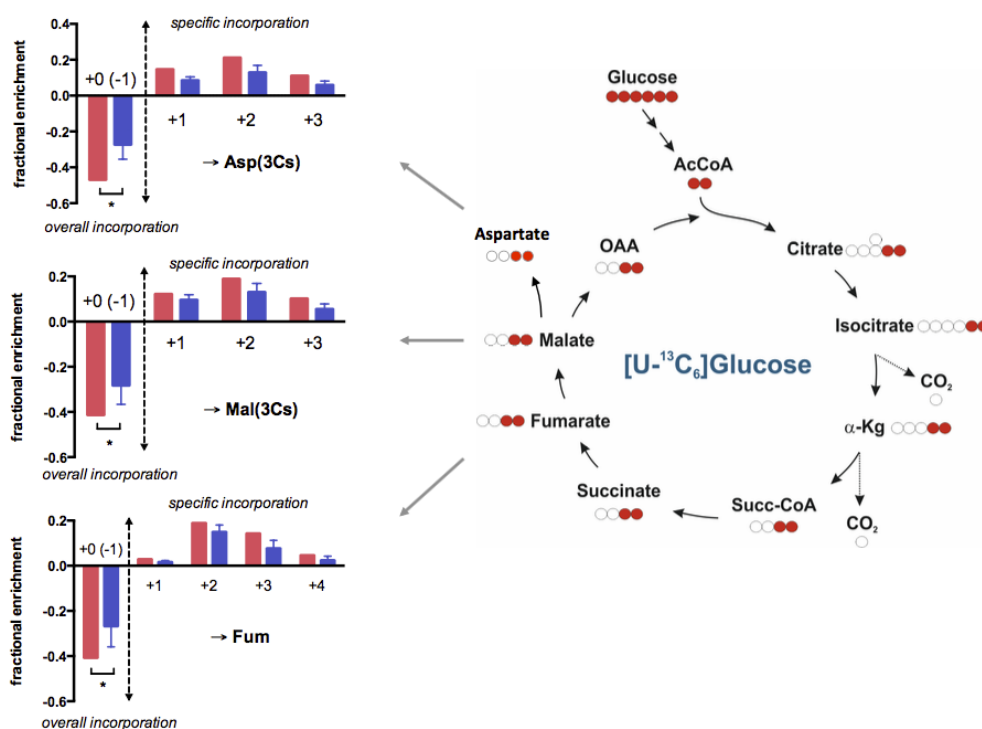 fractional enrichment
0.4
0.2
0.0
-0.2
-0.4
-0.6
specific incorporation
+0 (-1)
+1
+2
+3
→ Asp(3Cs)
*
overall incorporation
fractional enrichment
0.2
0.0
-0.2
-0.4
-0.6
specific incorporation
+0 (-1)
+1
+2
+3
→ Mal(3Cs)
*
overall incorporation
fractional enrichment
0.2
0.0
-0.2
-0.4
-0.6
specific incorporation
+0 (-1)
+1
+2
+3
+4
→ Fum
*
overall incorporation
Glucose
AcCoA
Aspartate
OAA
Citrate
Malate
Isocitrate
[U-¹³C₆]Glucose
CO₂
Fumarate
α-Kg
Succinate
Succ-CoA
CO₂